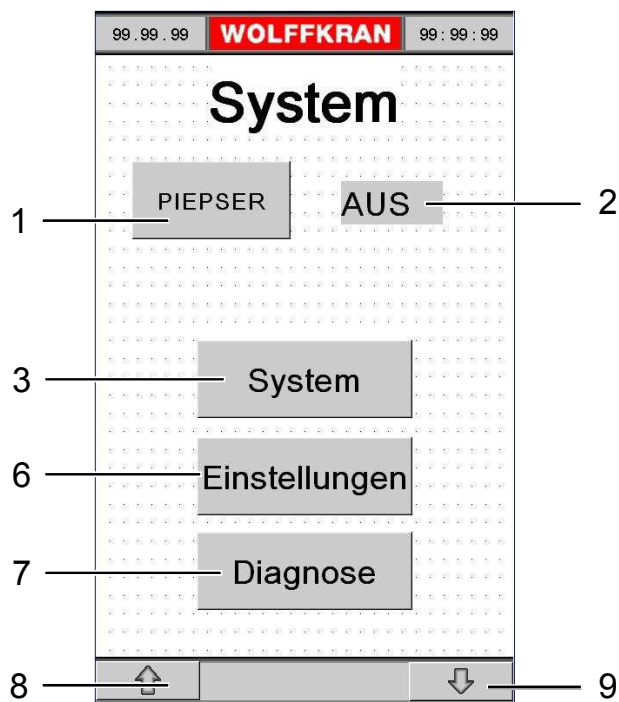 99.99.99 WOLFFKRAN 99:99:99
System
1 PIEPSER AUS 2
3 System
6 Einstellungen
7 Diagnose
8 9